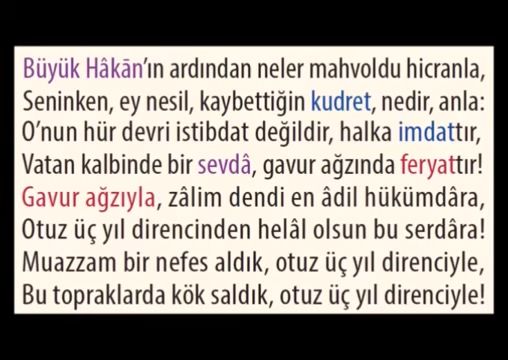 Büyük Hâkān'ın ardından neler mahvoldu hicranla,
Seninken, ey nesil, kaybettiğin kudret, nedir, anla:
O'nun hür devri istibdat değildir, halka imdattır,
Vatan kalbinde bir sevdâ, gavur ağzında feryattır!
Gavur ağzıyla, zâlim dendi en âdil hükümdâra,
Otuz üç yıl direncinden helâl olsun bu serdâra!
Muazzam bir nefes aldık, otuz üç yıl direnciyle,
Bu topraklarda kök saldık, otuz üç yıl direnciyle!